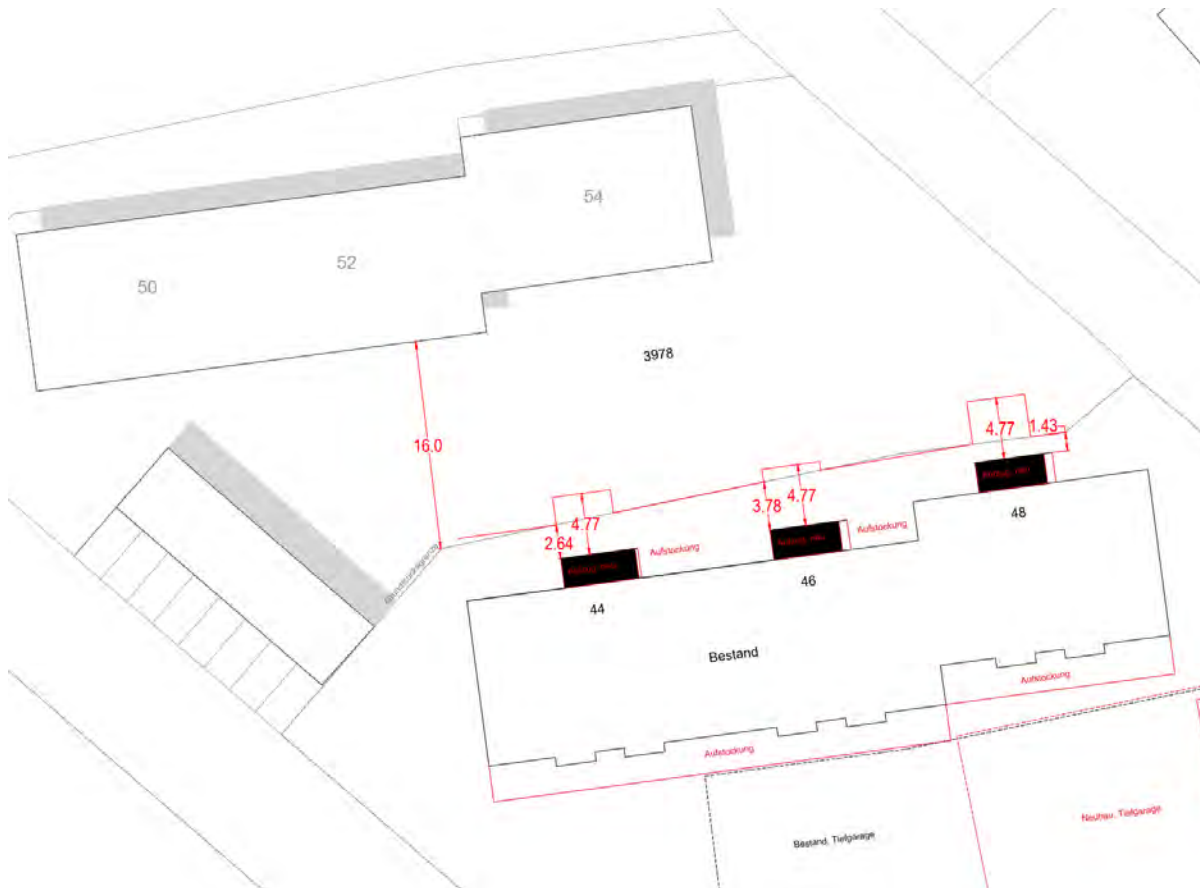 54
52
50
3978
16.0
4.77
1.43
4.77
3.78
4.77
2.64
Aufstockung
Aufstockung
48
46
44
Grundstücksgrenze
Bestand
Aufstockung
Aufstockung
Neubau, Tiefgarage
Bestand, Tiefgarage